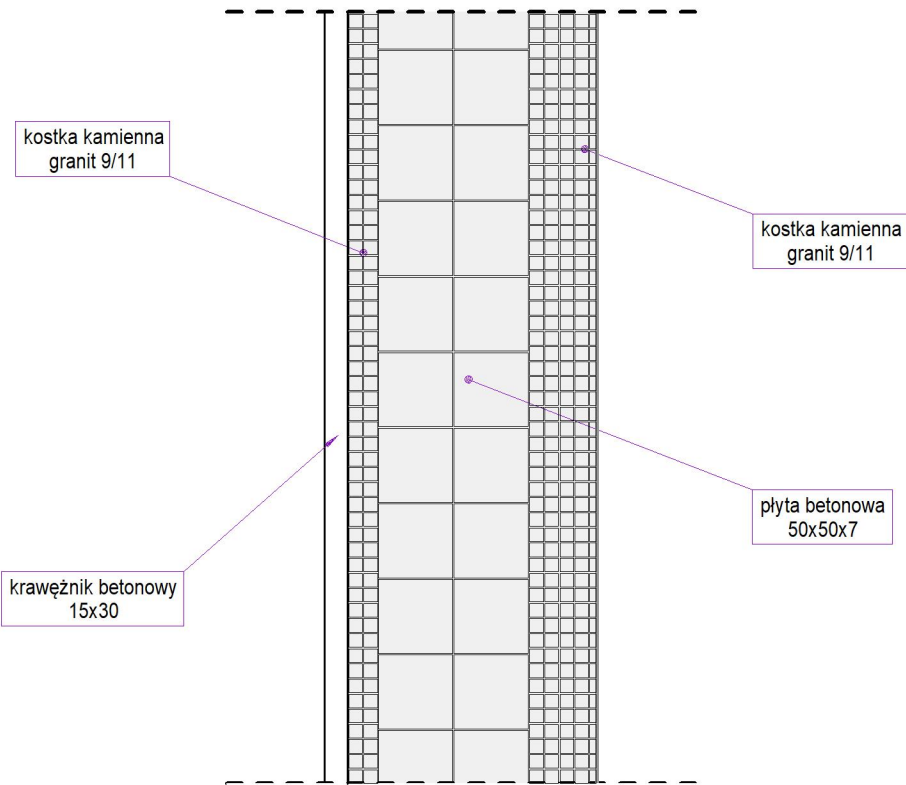 kostka kamienna
granit 9/11
kostka kamienna
granit 9/11
płyta betonowa
50x50x7
krawężnik betonowy
15x30